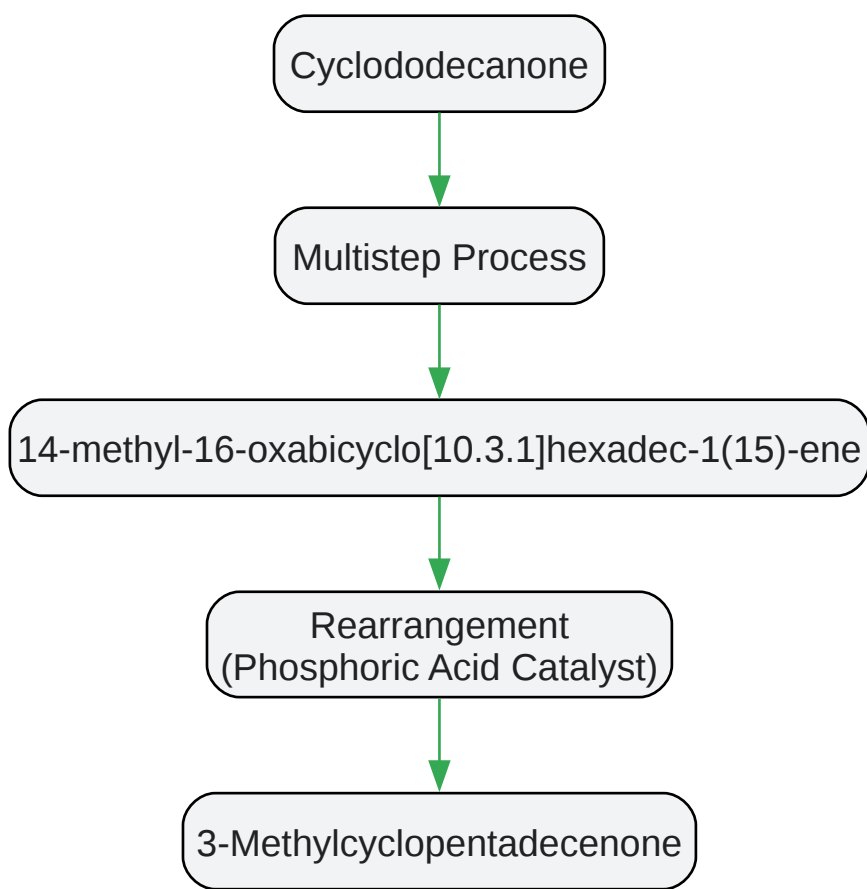 Cyclododecanone
Multistep Process
14-methyl-16-oxabicyclo[10.3.1]hexadec-1(15)-ene
Rearrangement
(Phosphoric Acid Catalyst)
3-Methylcyclopentadecenone